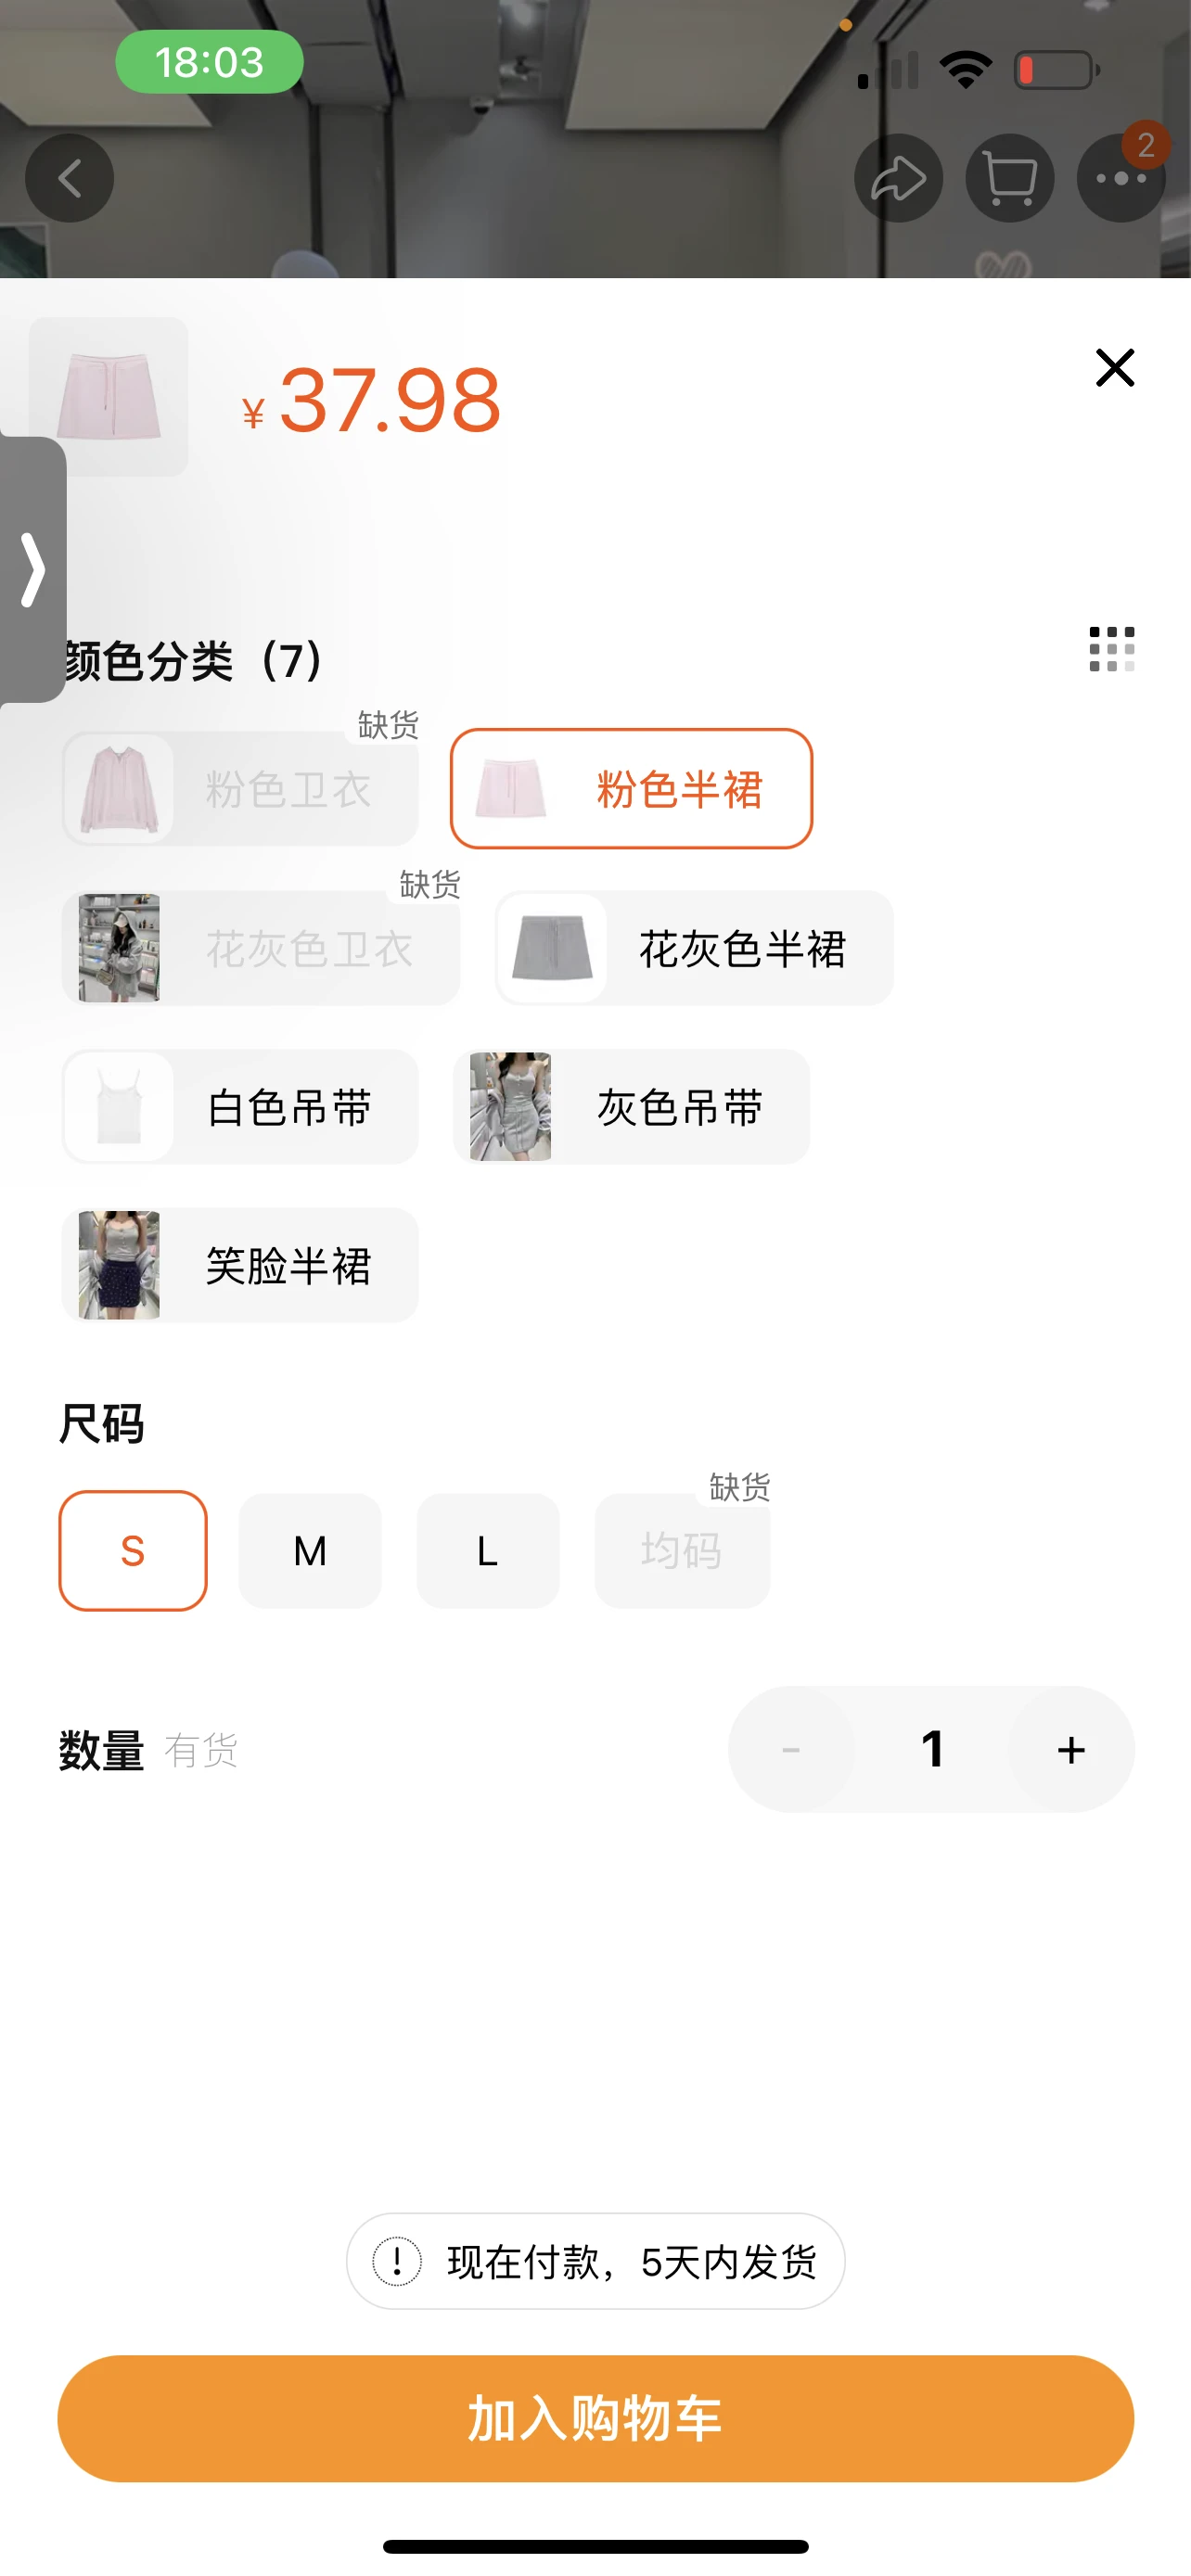 18:03
2
¥37.98
颜色分类（7）
缺货
粉色卫衣
粉色半裙
缺货
花灰色卫衣
花灰色半裙
白色吊带
灰色吊带
笑脸半裙
尺码
缺货
S
M
L
均码
数量 有货
- 1 +
现在付款，5天内发货
加入购物车